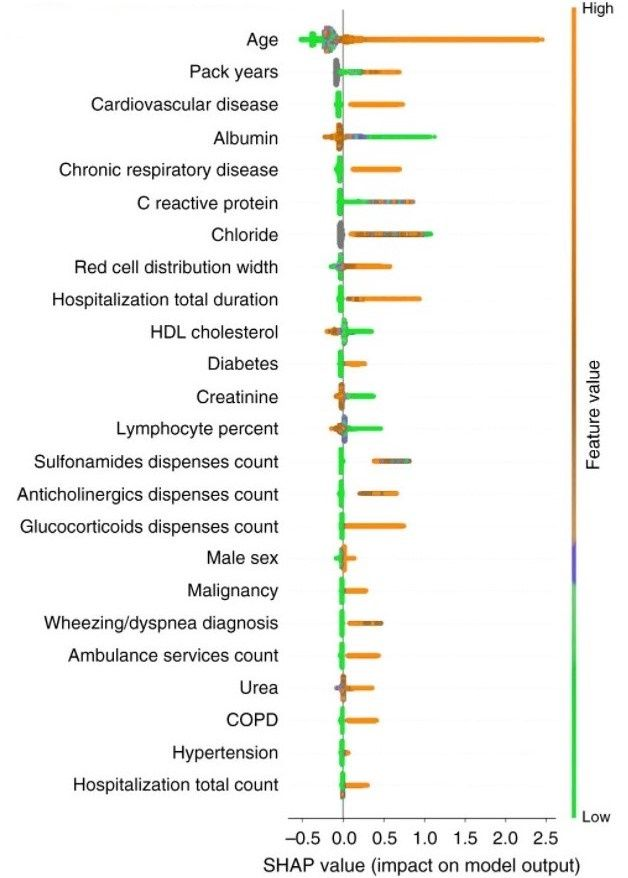 High
Age
Pack years
Cardiovascular disease
Albumin
Chronic respiratory disease
C reactive protein
Chloride
Red cell distribution width
Hospitalization total duration
HDL cholesterol
Diabetes
Creatinine
Lymphocyte percent
Sulfonamides dispenses count
Anticholinergics dispenses count
Glucocorticoids dispenses count
Male sex
Malignancy
Wheezing/dyspnea diagnosis
Ambulance services count
Urea
COPD
Hypertension
Hospitalization total count
Feature value
Low
−0.5 0.0 0.5 1.0 1.5 2.0 2.5
SHAP value (impact on model output)